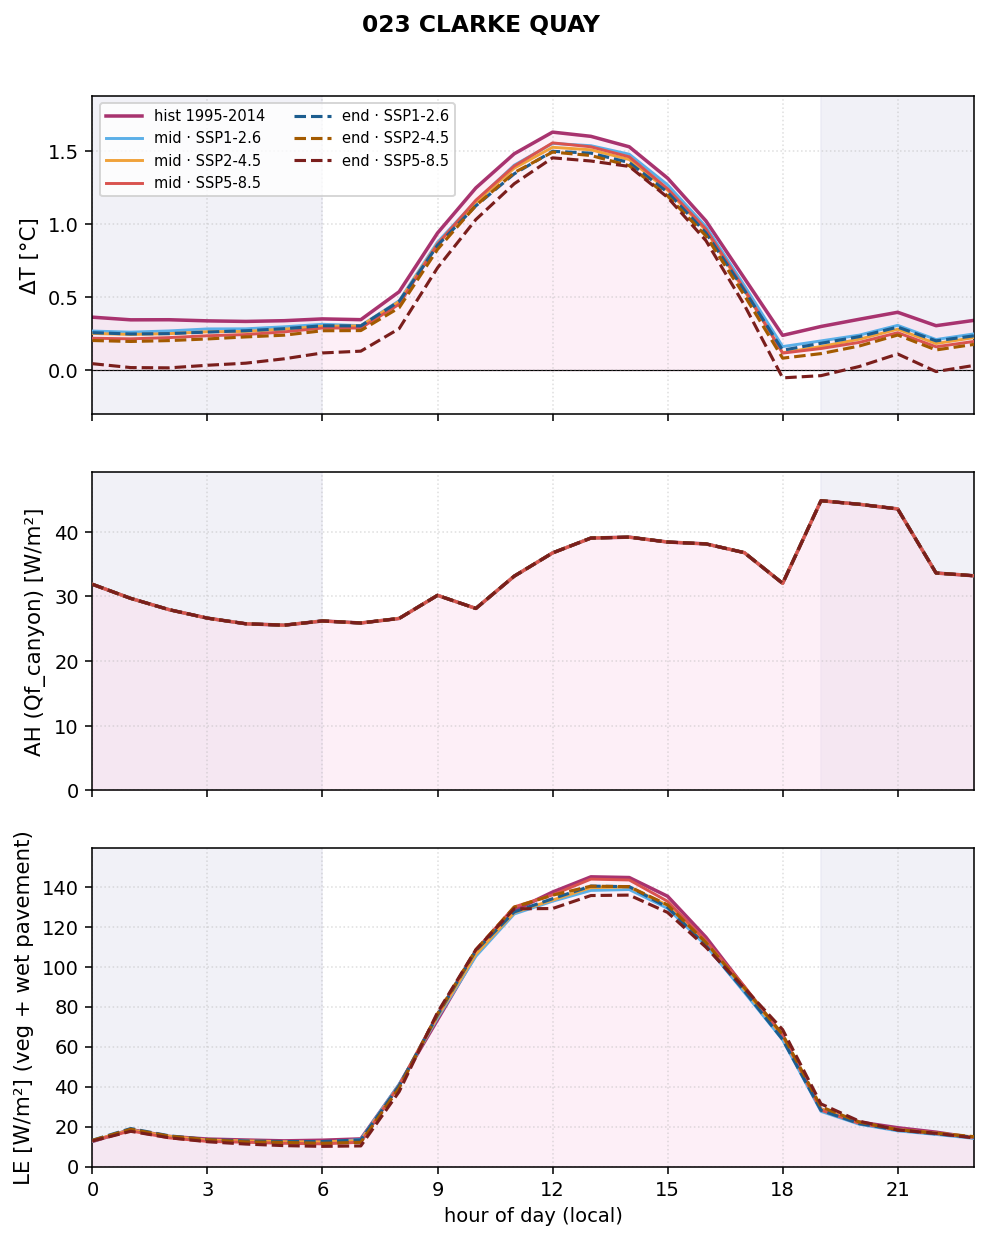 023 CLARKE QUAY
hist 1995-2014
mid · SSP1-2.6
mid · SSP2-4.5
mid · SSP5-8.5
end · SSP1-2.6
end · SSP2-4.5
end · SSP5-8.5
ΔT [°C]
1.5
1.0
0.5
0.0
AH (Qf_canyon) [W/m²]
40
30
20
10
0
LE [W/m²] (veg + wet pavement)
140
120
100
80
60
40
20
0
0 3 6 9 12 15 18 21
hour of day (local)